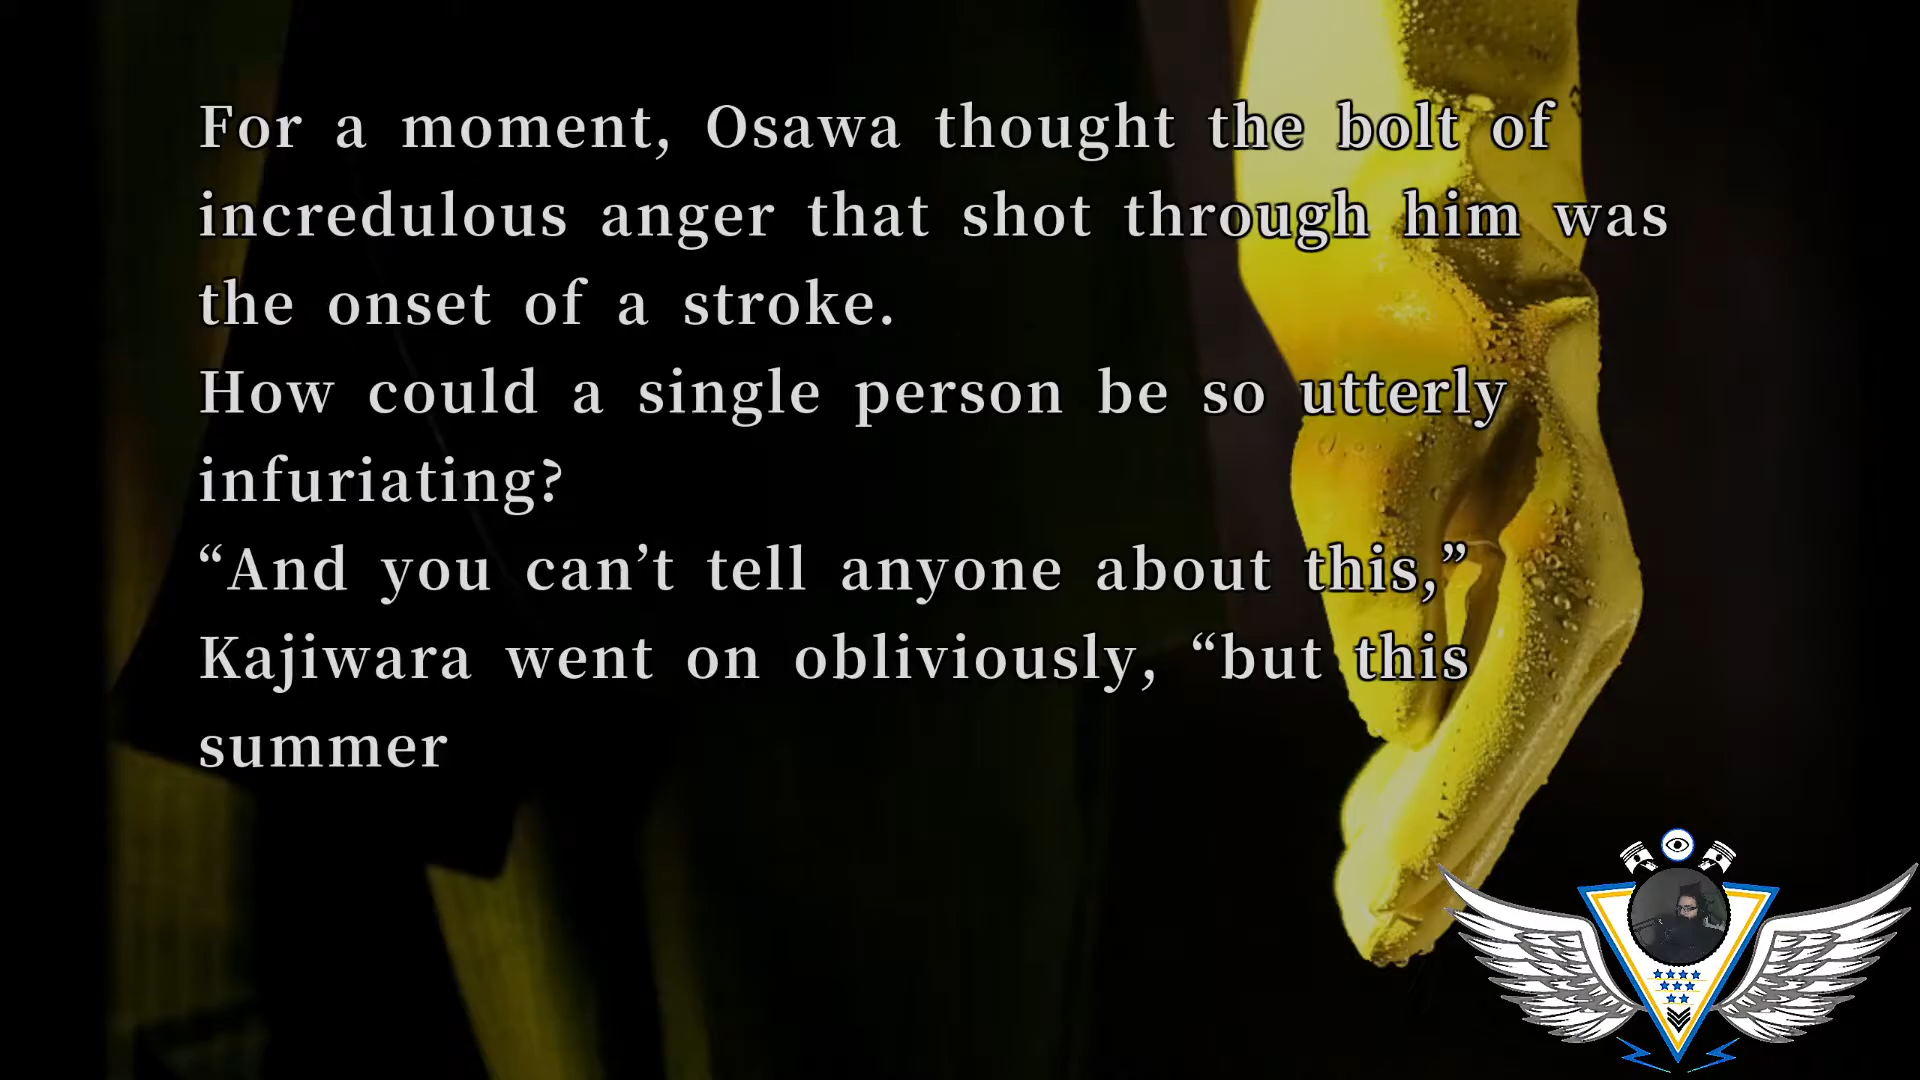 For a moment, Osawa thought the bolt of
incredulous anger that shot through him was
the onset of a stroke.
How could a single person be so utterly
infuriating?
“And you can’t tell anyone about this,”
Kajiwara went on obliviously, “but this
summer